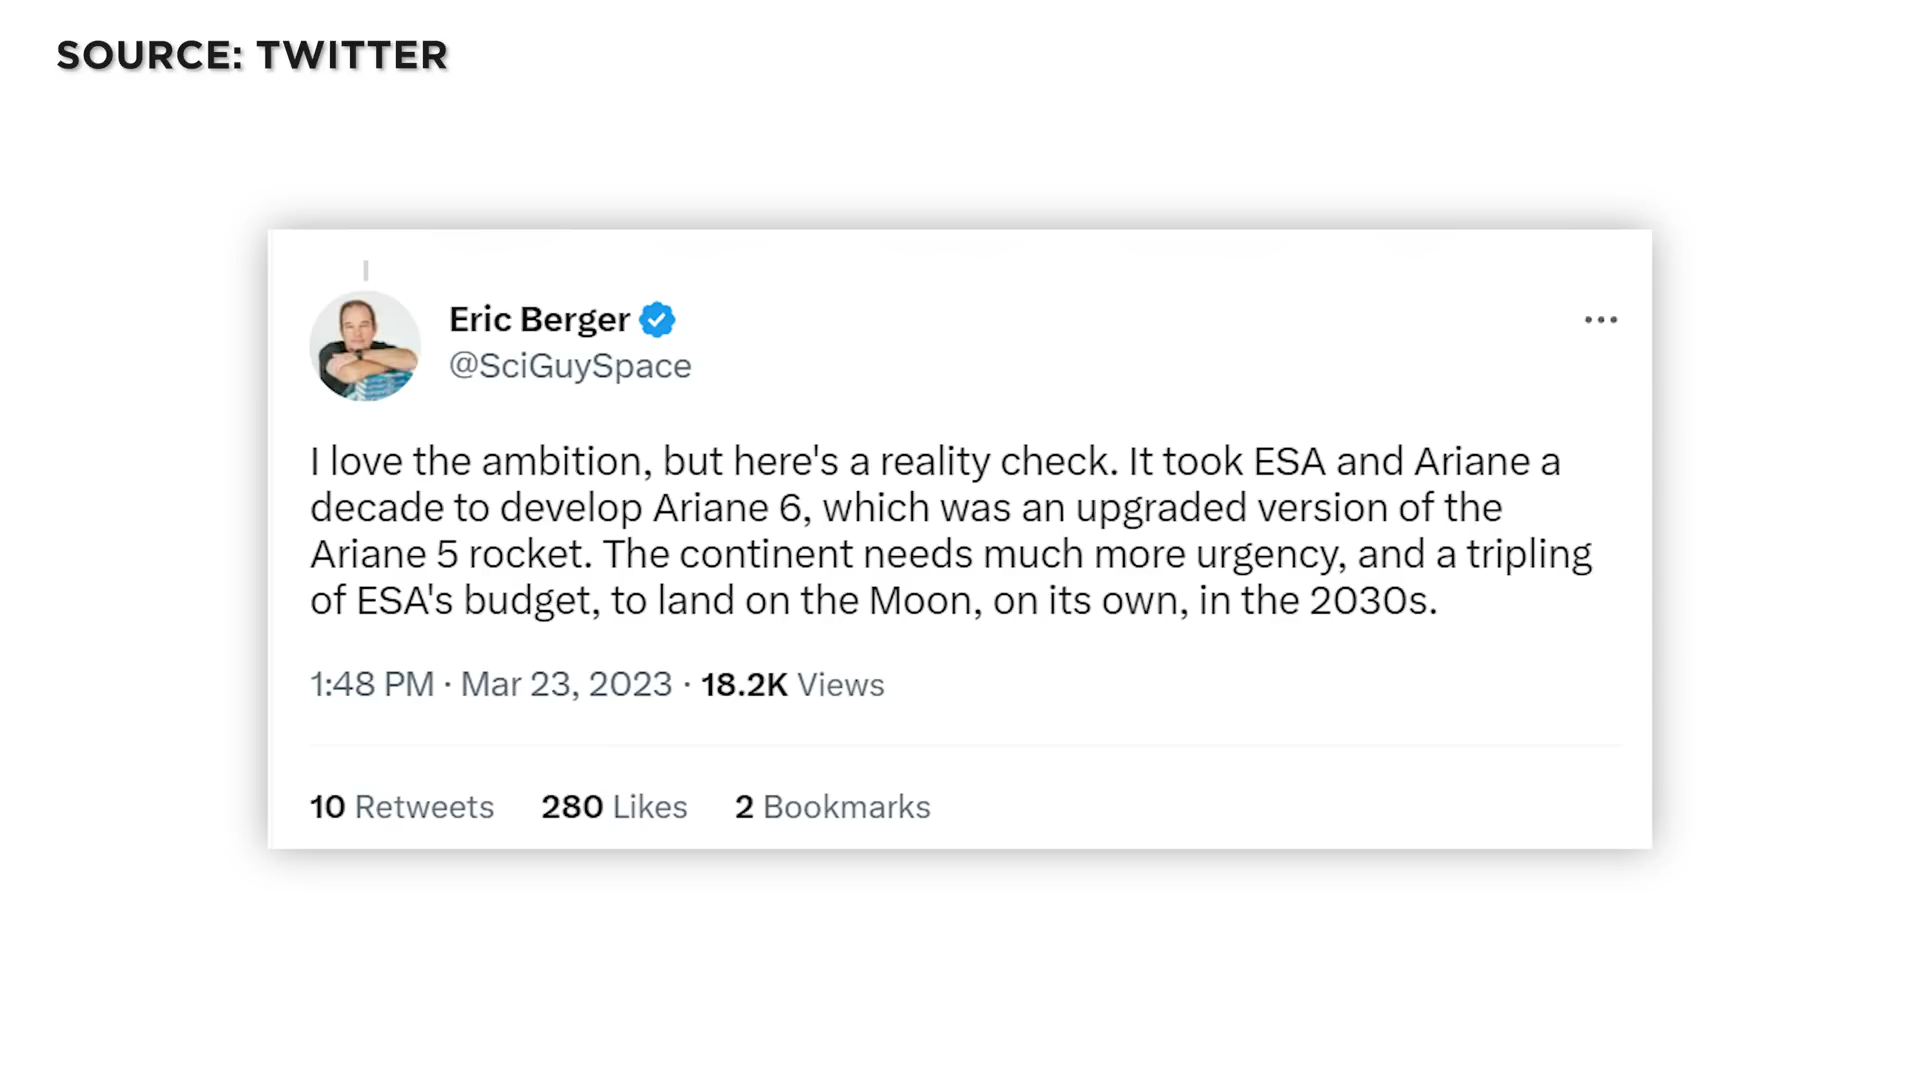 SOURCE: TWITTER
Eric Berger
@SciGuySpace
I love the ambition, but here's a reality check. It took ESA and Ariane a
decade to develop Ariane 6, which was an upgraded version of the
Ariane 5 rocket. The continent needs much more urgency, and a tripling
of ESA's budget, to land on the Moon, on its own, in the 2030s.
1:48 PM · Mar 23, 2023 · 18.2K Views
10 Retweets 280 Likes 2 Bookmarks